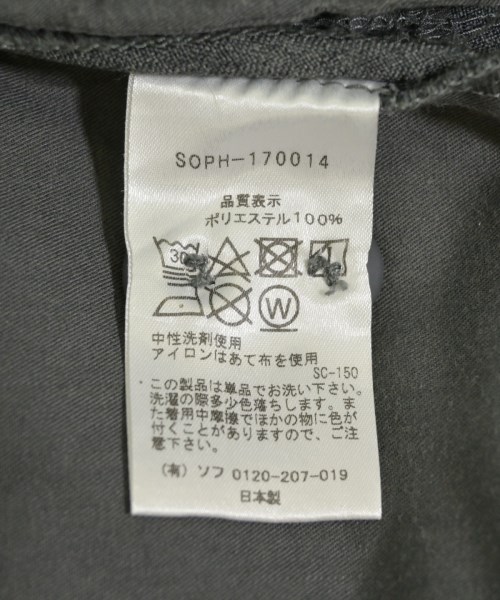 SOPH-170014
品質表示
ポリエステル100%
30
W
中性洗剤使用
アイロンはあて布を使用
SC-150
・この製品は単品でお洗い下さい。
洗濯の際多少色落ちします。ま
た着用中摩擦でほかの物に色が
付くことがありますので、ご注
意下さい。
(有) ソフ 0120-207-019
日本製